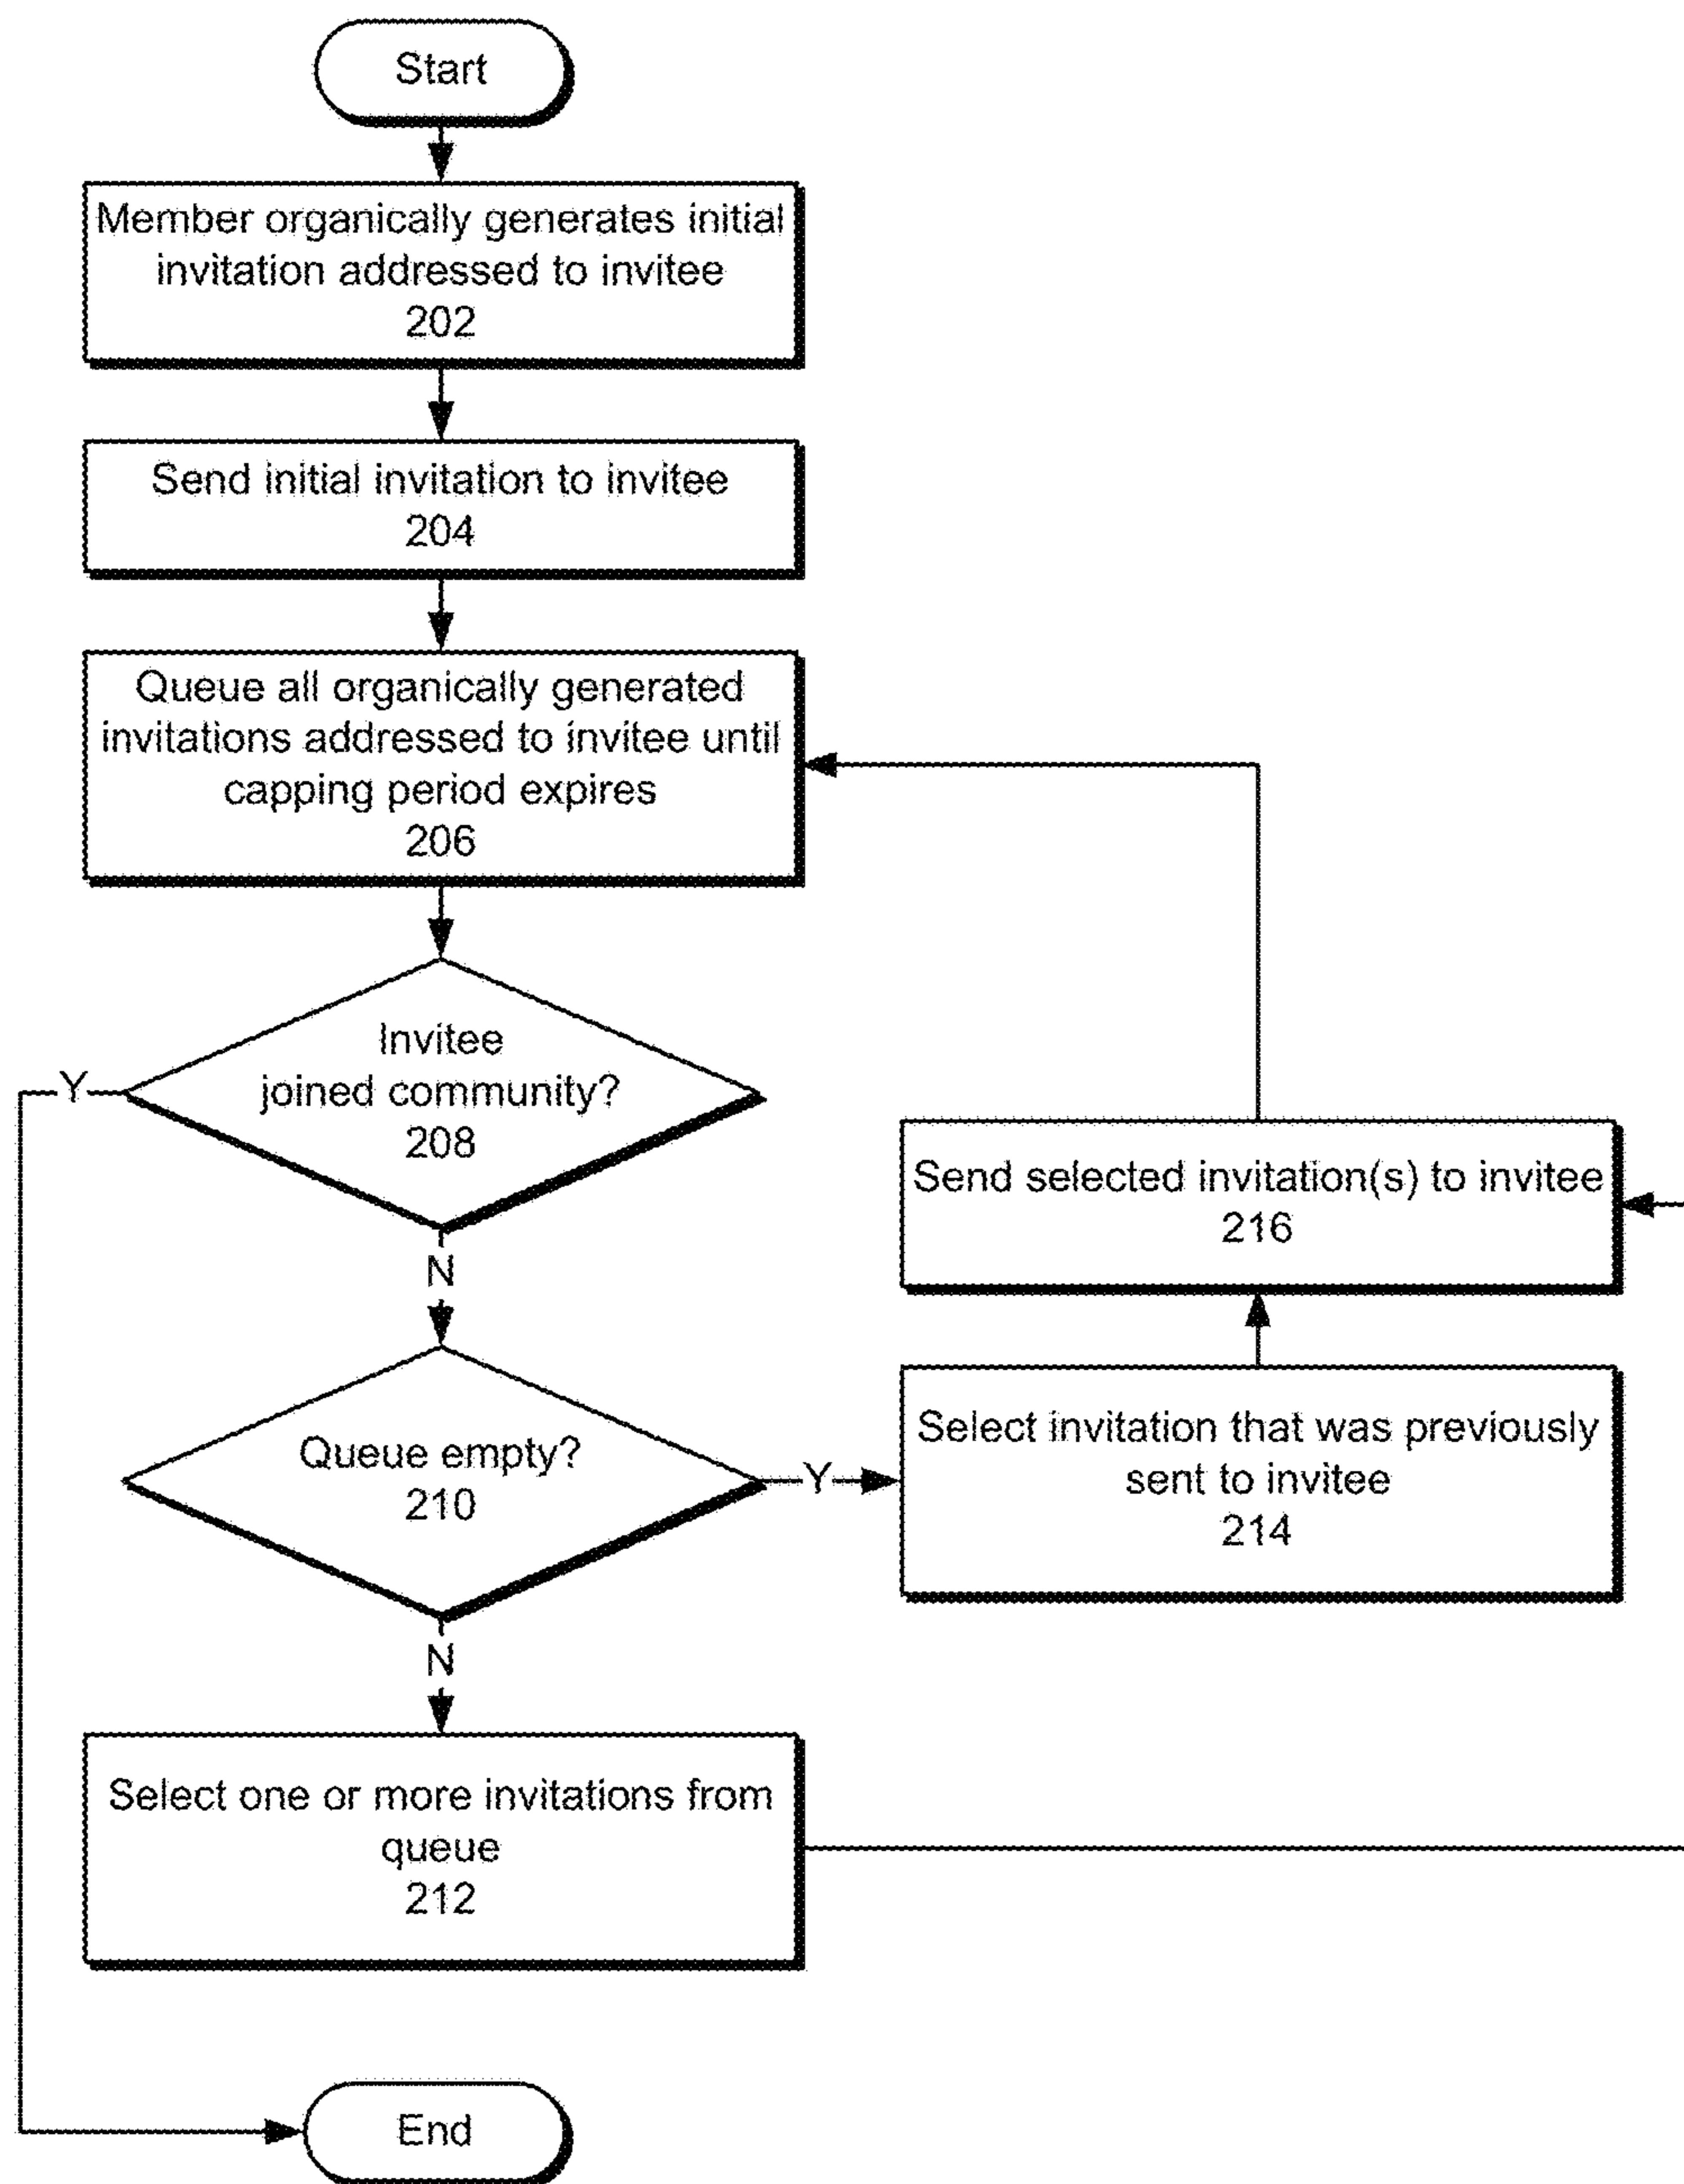 Start
Member organically generates initial
invitation addressed to invitee
202
Send initial invitation to invitee
204
Queue all organically generated
invitations addressed to invitee until
capping period expires
206
Invitee
joined community?
208
Y
N
Send selected invitation(s) to invitee
216
Queue empty?
210
Y
N
Select invitation that was previously
sent to invitee
214
Select one or more invitations from
queue
212
End